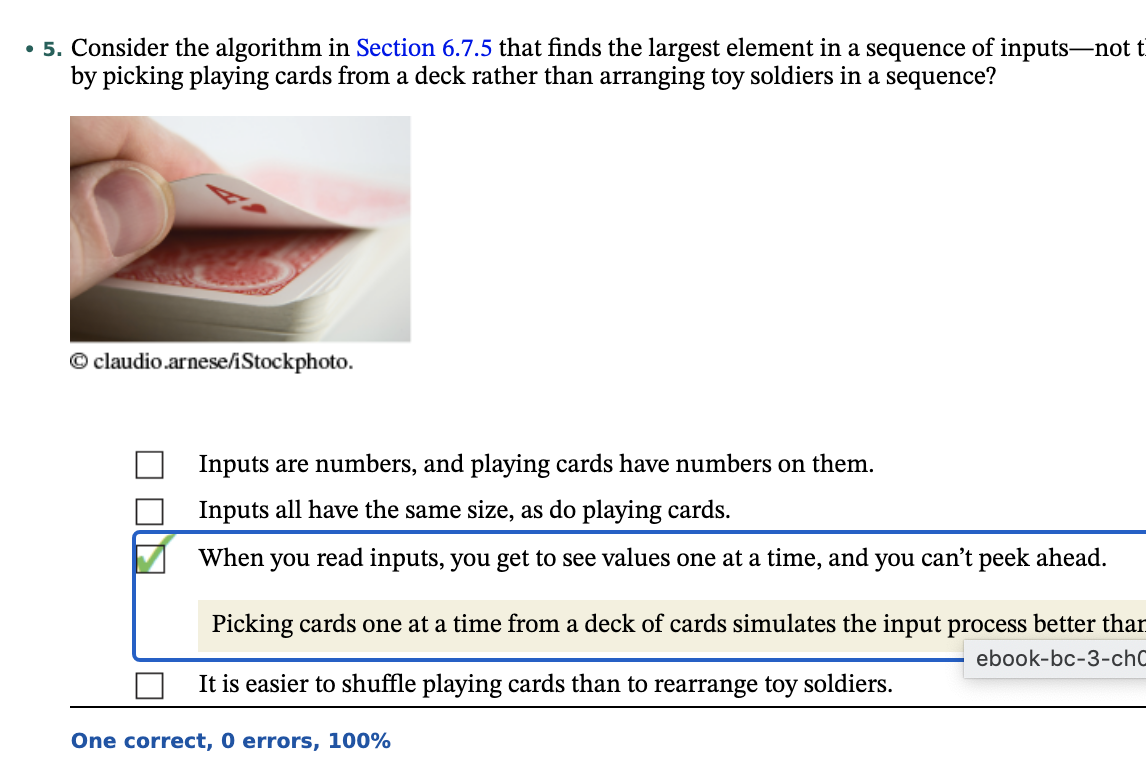 • 5. Consider the algorithm in Section 6.7.5 that finds the largest element in a sequence of inputs—not
by picking playing cards from a deck rather than arranging toy soldiers in a sequence?
A
© claudio.arnese/iStockphoto.
Inputs are numbers, and playing cards have numbers on them.
Inputs all have the same size, as do playing cards.
When you read inputs, you get to see values one at a time, and you can’t peek ahead.
Picking cards one at a time from a deck of cards simulates the input process better than
ebook-bc-3-ch0
It is easier to shuffle playing cards than to rearrange toy soldiers.
One correct, 0 errors, 100%